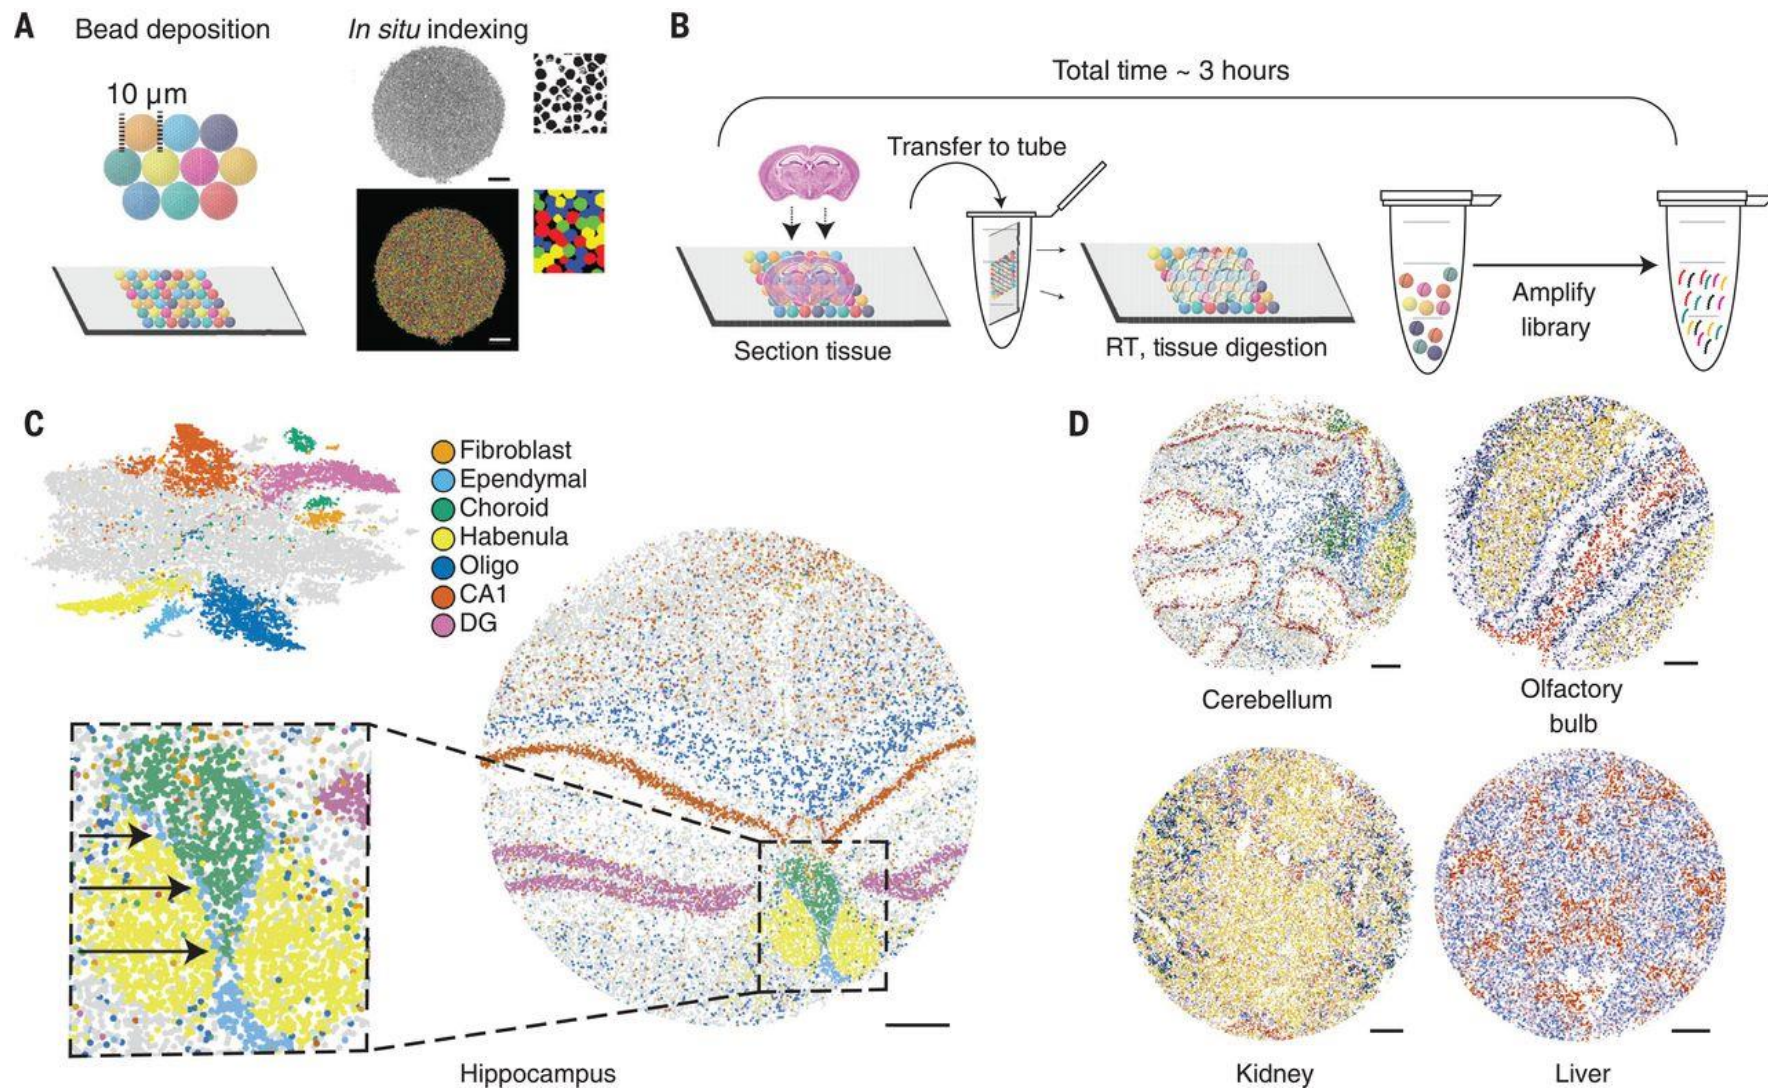 A
Bead deposition
In situ indexing
10 μm
B
Total time ~ 3 hours
Transfer to tube
Section tissue
RT, tissue digestion
Amplify
library
C
Fibroblast
Ependymal
Choroid
Habenula
Oligo
CA1
DG
Hippocampus
D
Cerebellum
Olfactory
bulb
Kidney
Liver